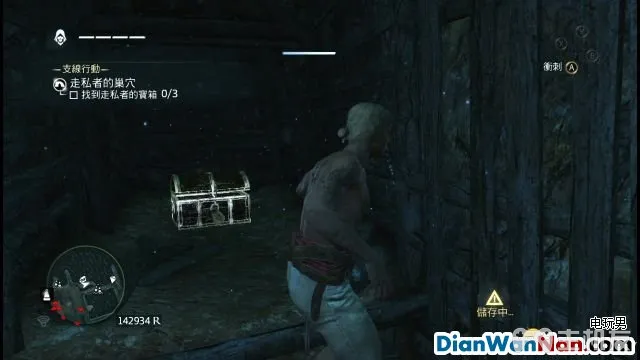 支線行動
走私者的巢穴
找到走私者的寶箱 0/3
衝刺 A
142934 R
儲存中...
电玩男
DianWanNan.com